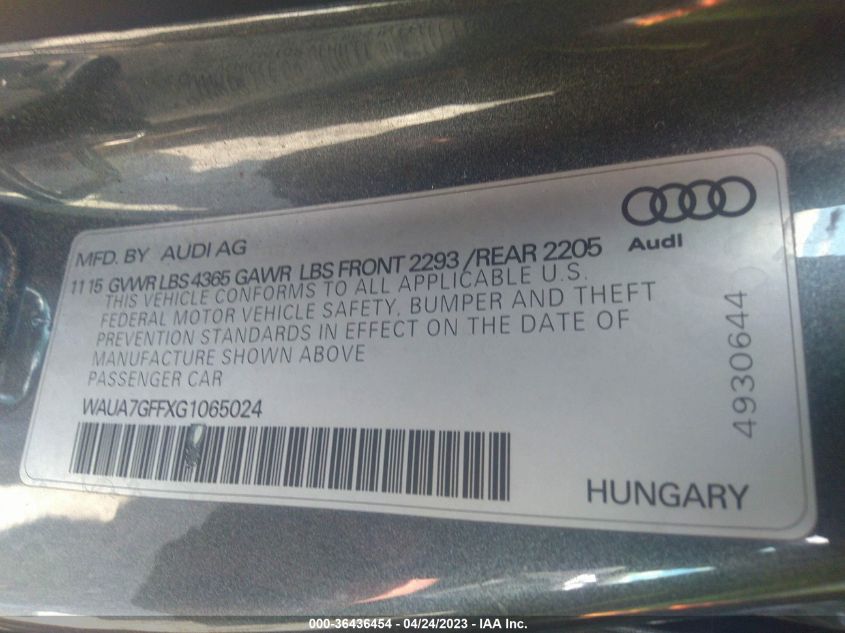 MFD. BY AUDI AG
Audi
11 15 GVWR LBS 4365 GAWR LBS FRONT 2293 /REAR 2205
THIS VEHICLE CONFORMS TO ALL APPLICABLE U.S.
FEDERAL MOTOR VEHICLE SAFETY, BUMPER AND THEFT
PREVENTION STANDARDS IN EFFECT ON THE DATE OF
MANUFACTURE SHOWN ABOVE
PASSENGER CAR
WAUA7GFFXG1065024
4930644
HUNGARY
000-36436454 - 04/24/2023 - IAA Inc.